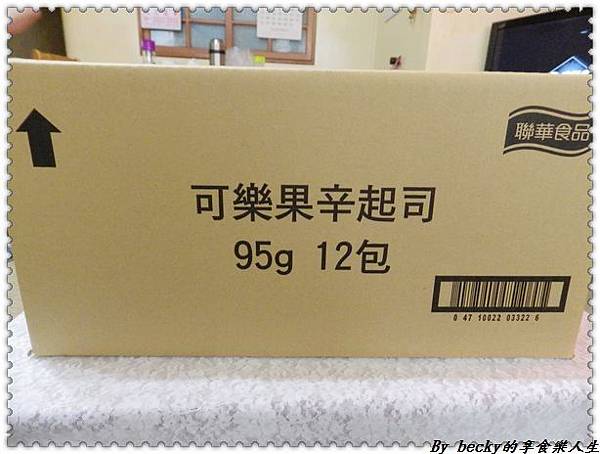 聯華食品
可樂果辛起司
95g 12包
0 47 10022 03322 6
By becky的享食樂人生